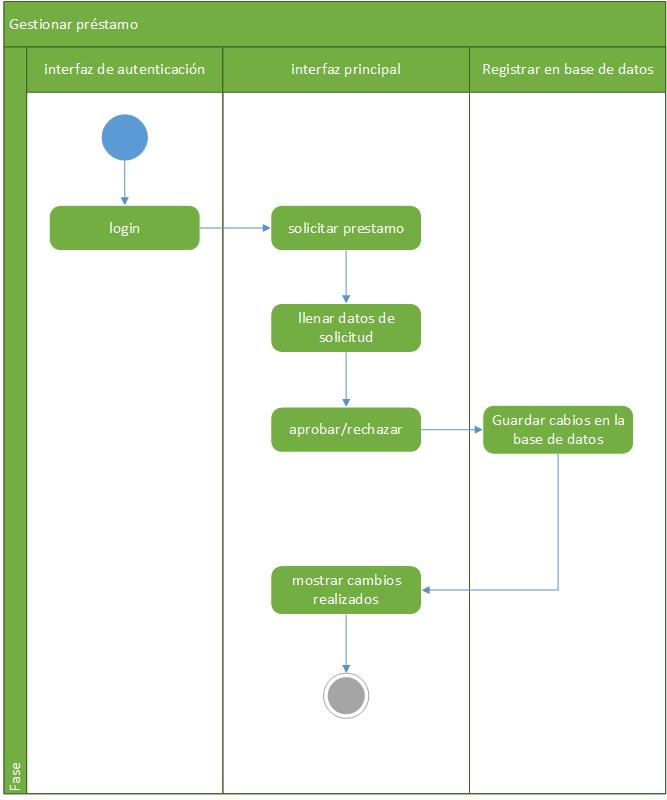 Gestionar préstamo
interfaz de autenticación
interfaz principal
Registrar en base de datos
login
solicitar prestamo
llenar datos de
solicitud
aprobar/rechazar
Guardar cabios en la
base de datos
mostrar cambios
realizados
Fase